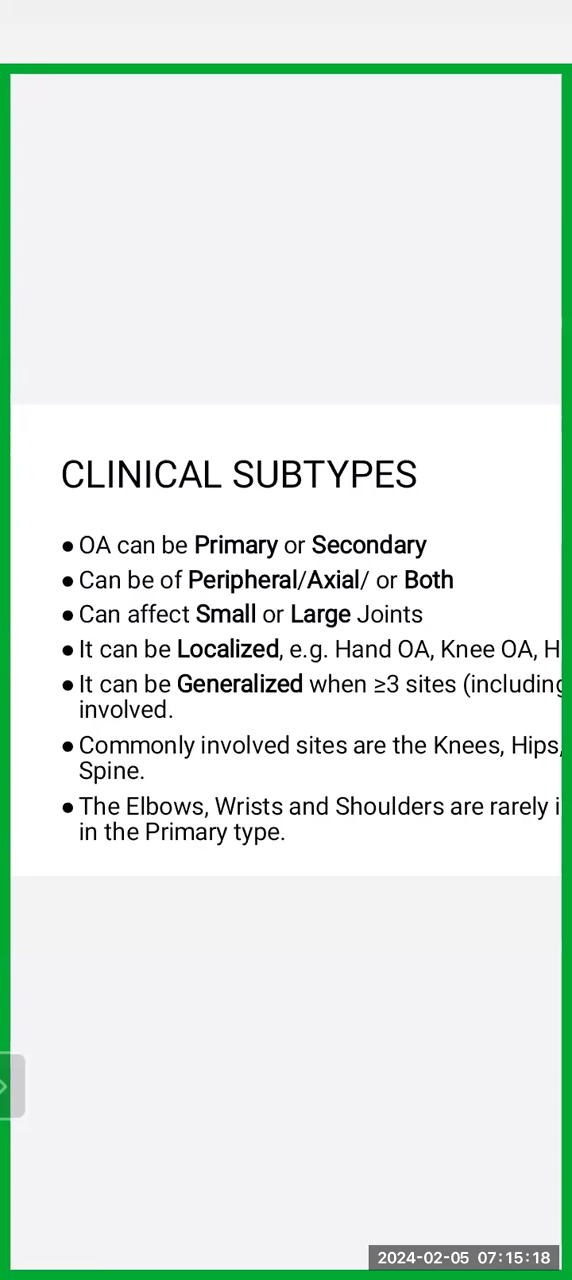 CLINICAL SUBTYPES
● OA can be Primary or Secondary
● Can be of Peripheral/Axial/ or Both
● Can affect Small or Large Joints
● It can be Localized, e.g. Hand OA, Knee OA, H
● It can be Generalized when ≥3 sites (including
involved.
● Commonly involved sites are the Knees, Hips,
Spine.
● The Elbows, Wrists and Shoulders are rarely i
in the Primary type.
2024-02-05 07:15:18